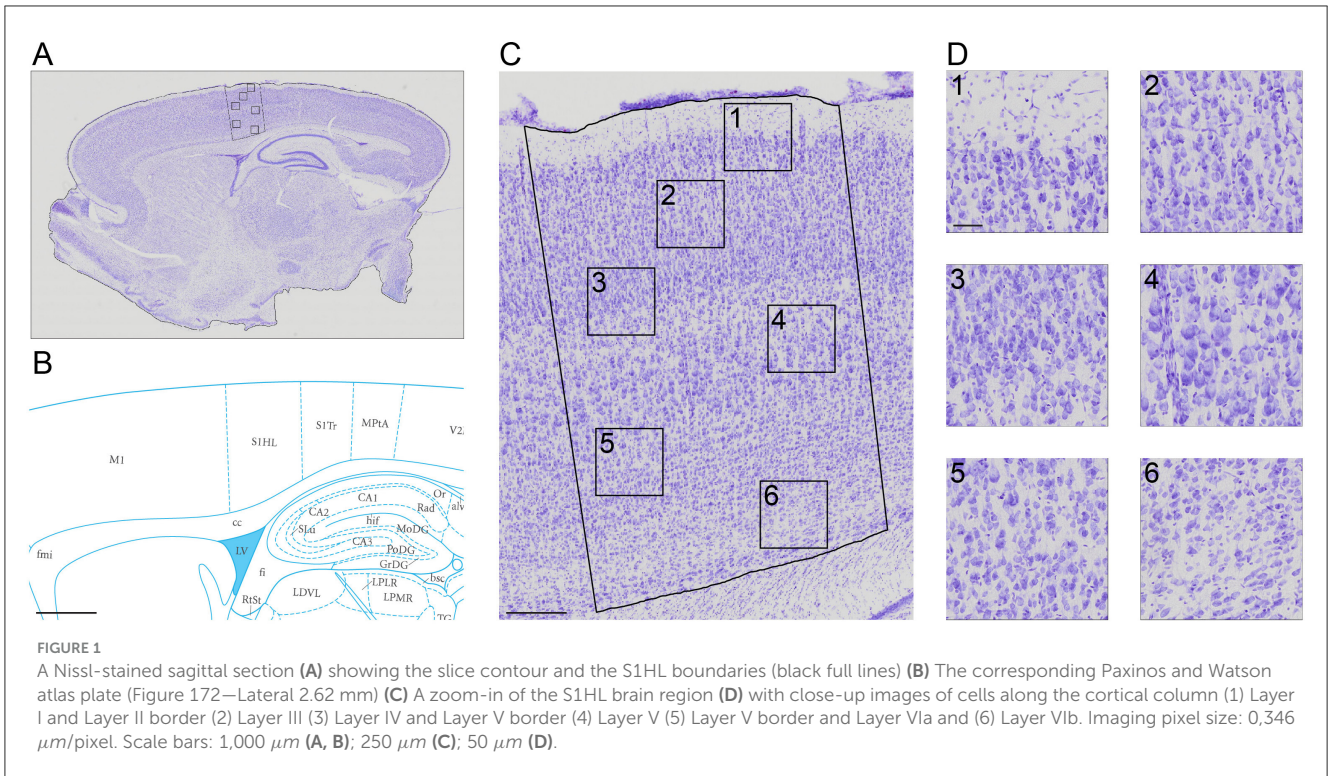 A
B
M1
S1HL
S1Tr
MPtA
V2
cc
CA1
Or
alv
CA2
Rad
hif
SLu
MoDG
CA3
LV
PoDG
fmi
GrDG
fi
bsc
LPLR
RtSt
LDVL
LPMR
TG
C
1
2
3
4
5
6
D
1
2
3
4
5
6
FIGURE 1
A Nissl-stained sagittal section (A) showing the slice contour and the S1HL boundaries (black full lines) (B) The corresponding Paxinos and Watson
atlas plate (Figure 172—Lateral 2.62 mm) (C) A zoom-in of the S1HL brain region (D) with close-up images of cells along the cortical column (1) Layer
I and Layer II border (2) Layer III (3) Layer IV and Layer V border (4) Layer V (5) Layer V border and Layer VIa and (6) Layer VIb. Imaging pixel size: 0,346
μm/pixel. Scale bars: 1,000 μm (A, B); 250 μm (C); 50 μm (D).